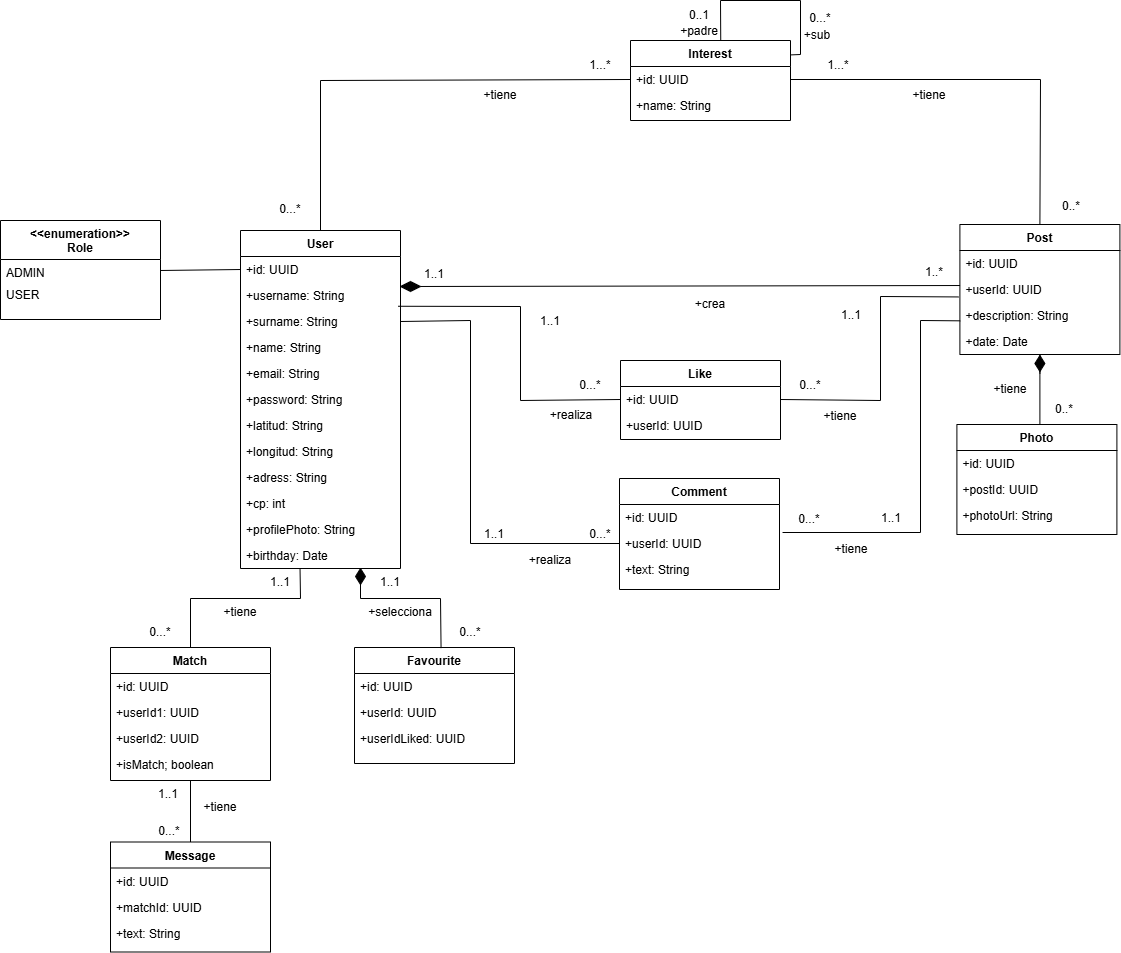 0..1
0...*
+padre
+sub
Interest
+id: UUID
+name: String
1...*
1...*
+tiene
+tiene
0...*
0..*
<<enumeration>>
Role
ADMIN
USER
User
+id: UUID
+username: String
+surname: String
+name: String
+email: String
+password: String
+latitud: String
+longitud: String
+adress: String
+cp: int
+profilePhoto: String
+birthday: Date
1..1
1..*
+crea
Post
+id: UUID
+userId: UUID
+description: String
+date: Date
1..1
1..1
0...*
+realiza
Like
+id: UUID
+userId: UUID
0...*
+tiene
+tiene
0..*
Photo
+id: UUID
+postId: UUID
+photoUrl: String
1..1
0...*
+realiza
Comment
+id: UUID
+userId: UUID
+text: String
0...*
1..1
+tiene
1..1
+tiene
0...*
1..1
+selecciona
0...*
Match
+id: UUID
+userId1: UUID
+userId2: UUID
+isMatch; boolean
Favourite
+id: UUID
+userId: UUID
+userIdLiked: UUID
1..1
+tiene
0...*
Message
+id: UUID
+matchId: UUID
+text: String